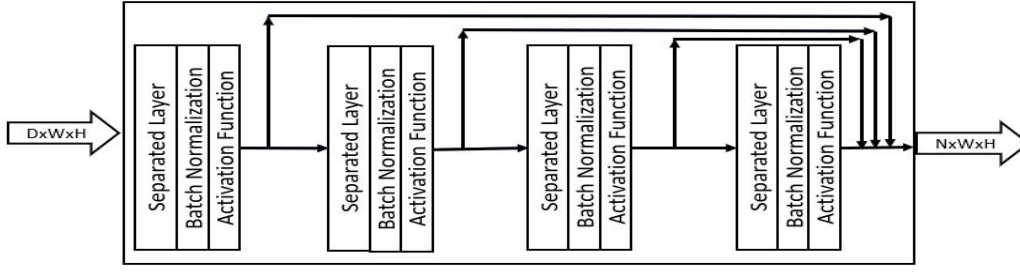 DxWxH
Separated Layer
Batch Normalization
Activation Function
Separated Layer
Batch Normalization
Activation Function
Separated Layer
Batch Normalization
Activation Function
Separated Layer
Batch Normalization
Activation Function
NxWxH